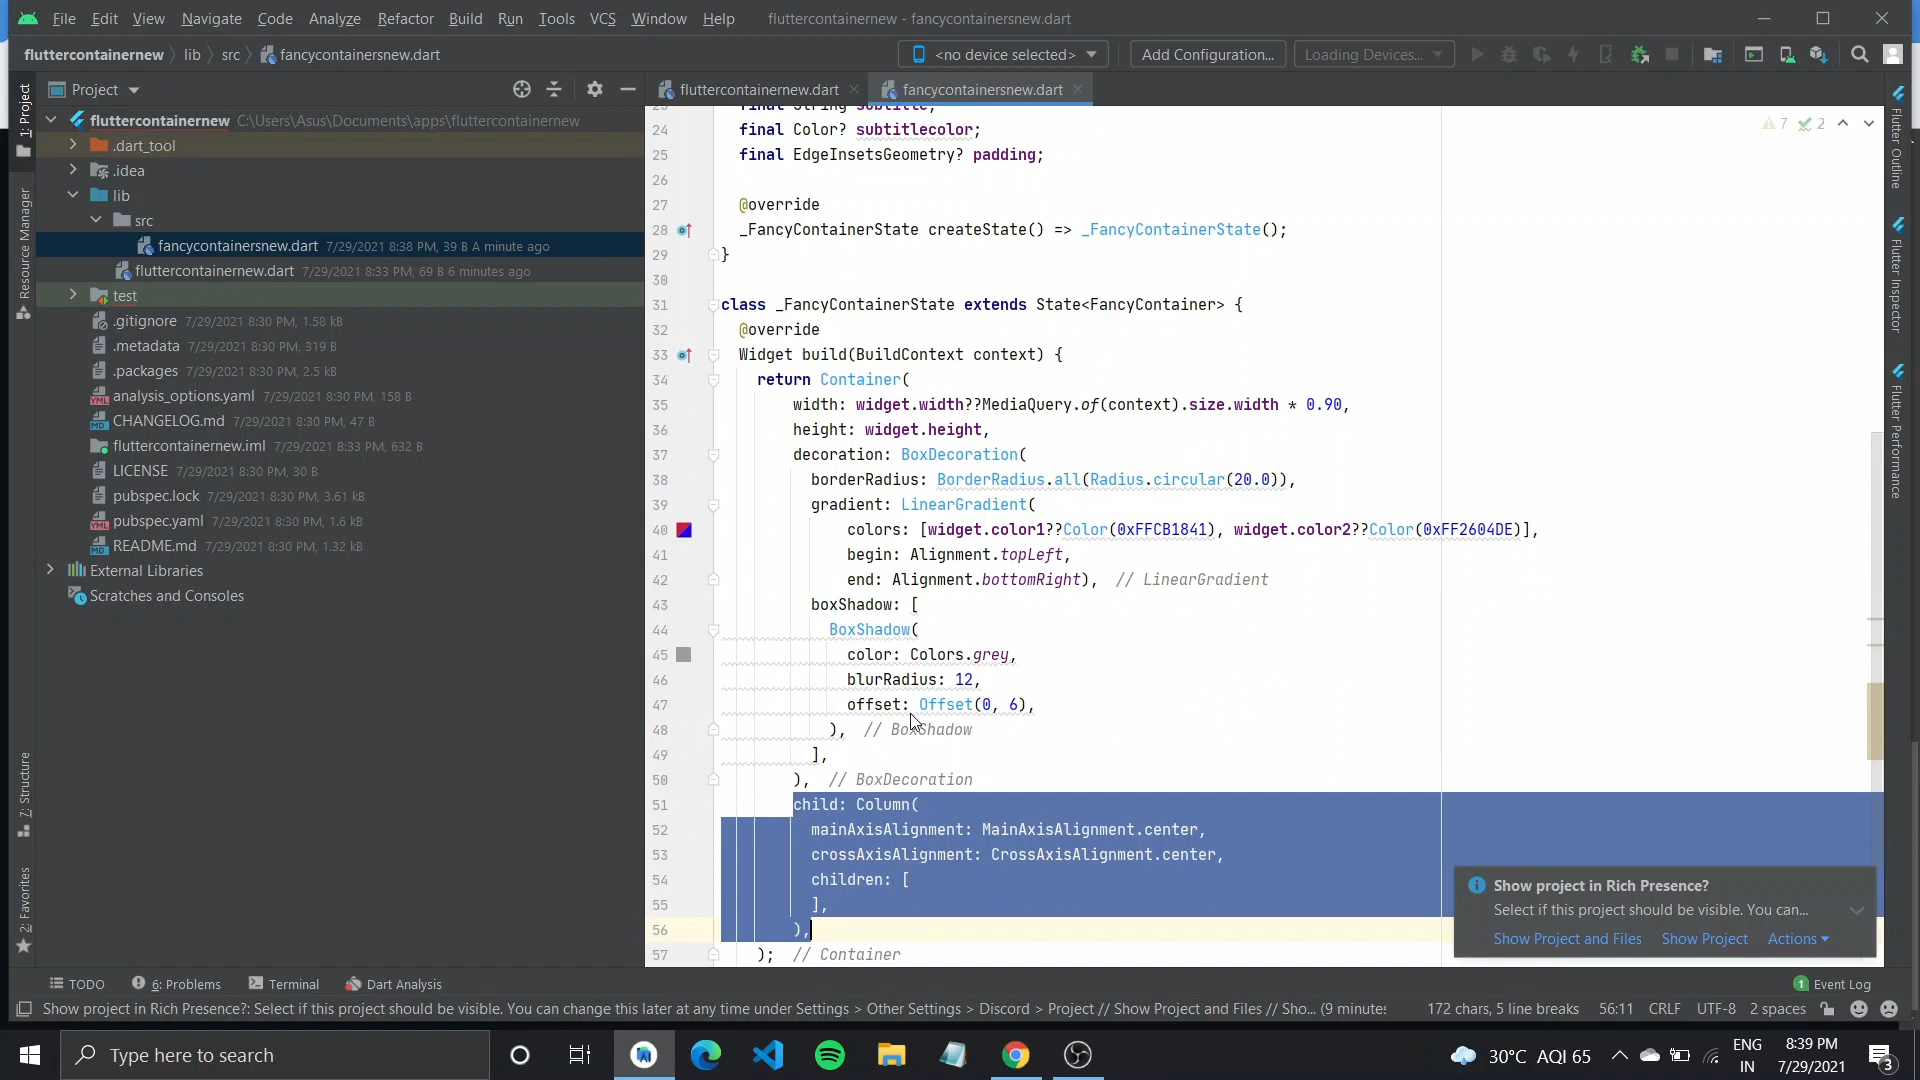 File Edit View Navigate Code Analyze Refactor Build Run Tools VCS Window Help fluttercontainernew - fancycontainersnew.dart
fluttercontainernew lib src fancycontainersnew.dart <no device selected> Add Configuration... Loading Devices...
Project fluttercontainernew.dart fancycontainersnew.dart
fluttercontainernew C:\Users\Asus\Documents\apps\fluttercontainernew
.dart_tool
.idea
lib
src
fancycontainersnew.dart 7/29/2021 8:38 PM, 39 B A minute ago
fluttercontainernew.dart 7/29/2021 8:33 PM, 69 B 6 minutes ago
test
.gitignore 7/29/2021 8:30 PM, 1.58 kB
.metadata 7/29/2021 8:30 PM, 319 B
.packages 7/29/2021 8:30 PM, 2.5 kB
analysis_options.yaml 7/29/2021 8:30 PM, 158 B
CHANGELOG.md 7/29/2021 8:30 PM, 47 B
fluttercontainernew.iml 7/29/2021 8:33 PM, 632 B
LICENSE 7/29/2021 8:30 PM, 30 B
pubspec.lock 7/29/2021 8:30 PM, 3.61 kB
pubspec.yaml 7/29/2021 8:30 PM, 1.6 kB
README.md 7/29/2021 8:30 PM, 1.32 kB
External Libraries
Scratches and Consoles
1: Project
Resource Manager
7: Structure
2: Favorites
7 2
24 final Color? subtitlecolor;
25 final EdgeInsetsGeometry? padding;
26
27 @override
28 _FancyContainerState createState() => _FancyContainerState();
29 }
30
31 class _FancyContainerState extends State<FancyContainer> {
32 @override
33 Widget build(BuildContext context) {
34 return Container(
35 width: widget.width??MediaQuery.of(context).size.width * 0.90,
36 height: widget.height,
37 decoration: BoxDecoration(
38 borderRadius: BorderRadius.all(Radius.circular(20.0)),
39 gradient: LinearGradient(
40 colors: [widget.color1??Color(0xFFCB1841), widget.color2??Color(0xFF2604DE)],
41 begin: Alignment.topLeft,
42 end: Alignment.bottomRight), // LinearGradient
43 boxShadow: [
44 BoxShadow(
45 color: Colors.grey,
46 blurRadius: 12,
47 offset: Offset(0, 6),
48 ), // BoxShadow
49 ],
50 ), // BoxDecoration
51 child: Column(
52 mainAxisAlignment: MainAxisAlignment.center,
53 crossAxisAlignment: CrossAxisAlignment.center,
54 children: [
55 ],
56 ),
57 ); // Container
Flutter Outline
Flutter Inspector
Flutter Performance
Show project in Rich Presence?
Select if this project should be visible. You can...
Show Project and Files Show Project Actions
TODO 6: Problems Terminal Dart Analysis 1 Event Log
Show project in Rich Presence?: Select if this project should be visible. You can change this later at any time under Settings > Other Settings > Discord > Project // Show Project and Files // Sho... (9 minutes 172 chars, 5 line breaks 56:11 CRLF UTF-8 2 spaces
Type here to search 30°C AQI 65 ENG IN 8:39 PM 7/29/2021 3